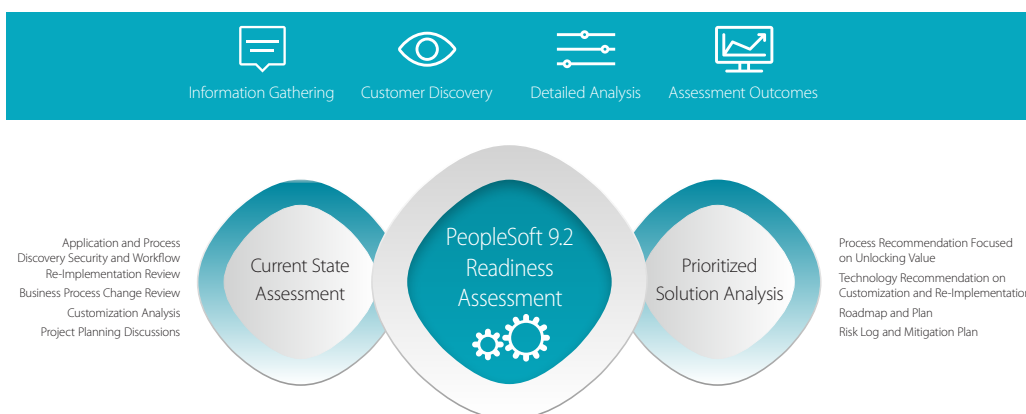 Information Gathering
Customer Discovery
Detailed Analysis
Assessment Outcomes
Application and Process
Discovery Security and Workflow
Re-Implementation Review
Business Process Change Review
Customization Analysis
Project Planning Discussions
Current State
Assessment
PeopleSoft 9.2
Readiness
Assessment
Prioritized
Solution Analysis
Process Recommendation Focused
on Unlocking Value
Technology Recommendation on
Customization and Re-Implementation
Roadmap and Plan
Risk Log and Mitigation Plan